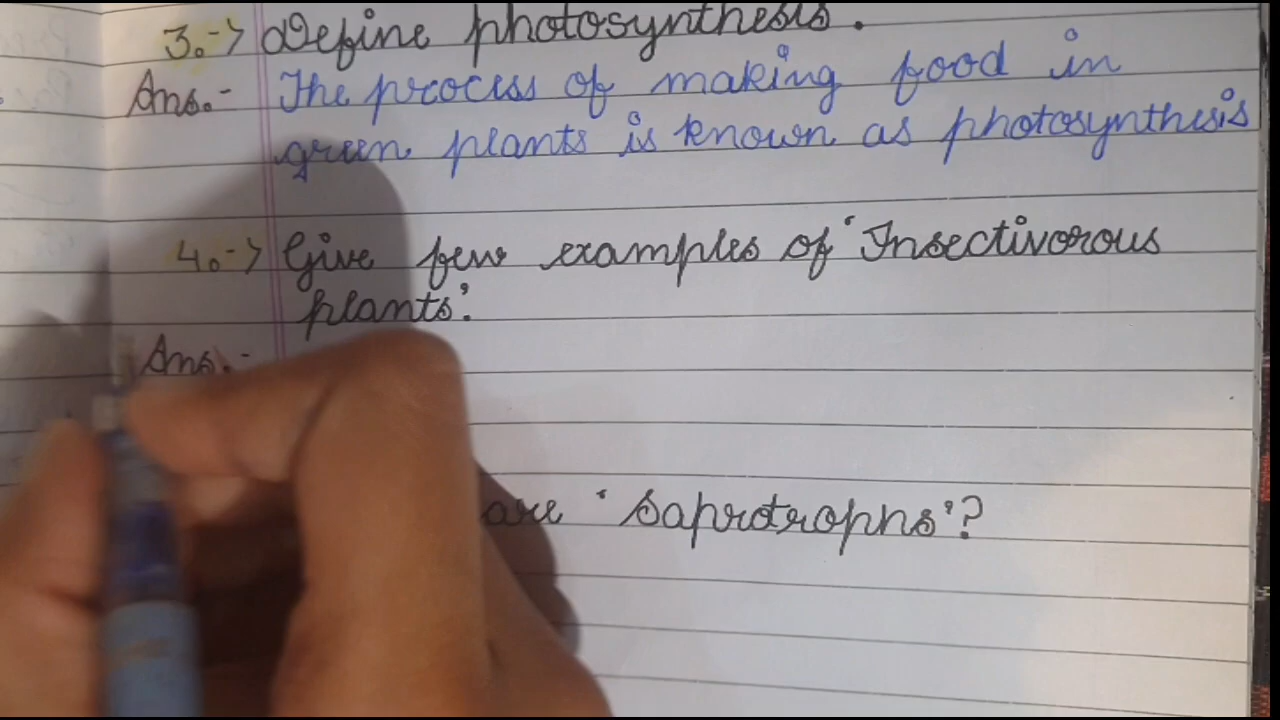 3.-> Define photosynthesis.
Ans.- The process of making food in
green plants is known as photosynthesis
4.-> Give few examples of 'Insectivorous
plants'.
Ans.-
are 'Saprotrophs'?